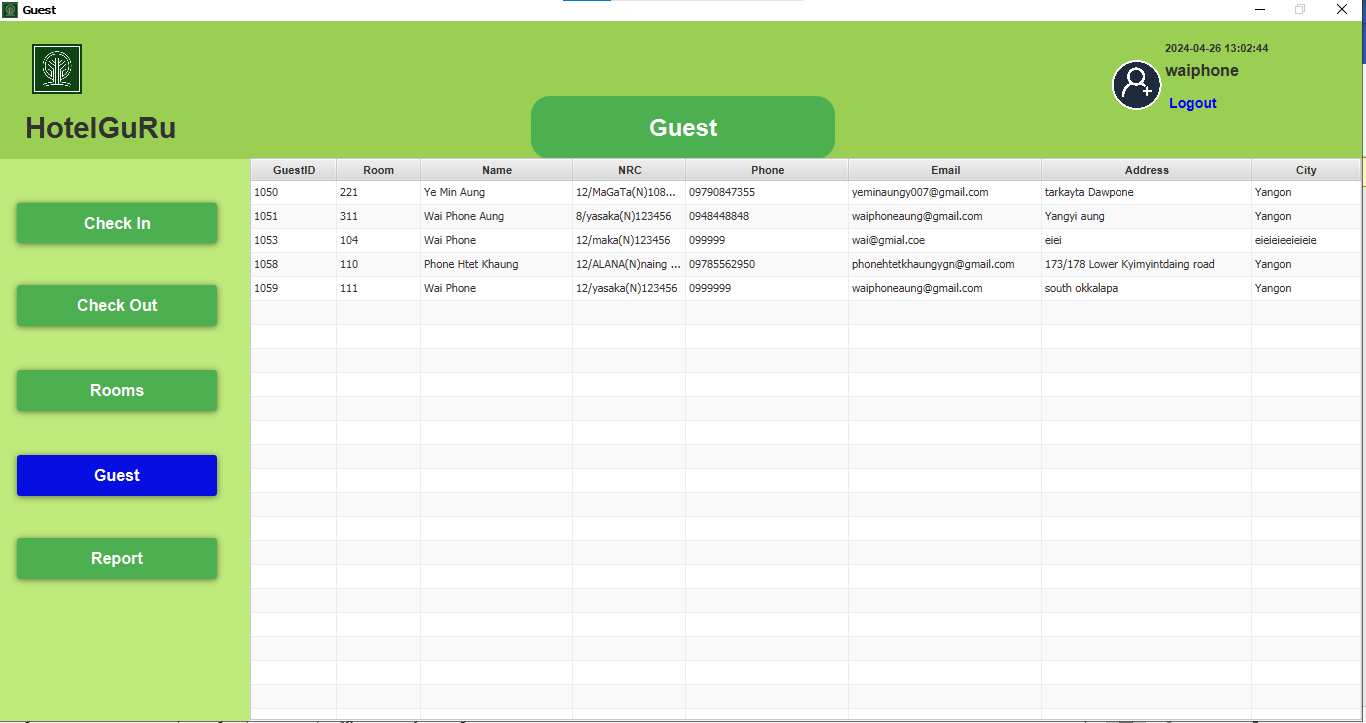 Guest
2024-04-26 13:02:44
waiphone
Logout
HotelGuRu
Guest
Check In
Check Out
Rooms
Guest
Report
GuestID Room Name NRC Phone Email Address City
1050 221 Ye Min Aung 12/MaGaTa(N)108... 09790847355 yeminaungy007@gmail.com tarkayta Dawpone Yangon
1051 311 Wai Phone Aung 8/yasaka(N)123456 0948448848 waiphoneaung@gmail.com Yangyi aung Yangon
1053 104 Wai Phone 12/maka(N)123456 099999 wai@gmial.coe eiei eieieieeieieie
1058 110 Phone Htet Khaung 12/ALANA(N)naing ... 09785562950 phonehtetkhaungygn@gmail.com 173/178 Lower Kyimyintdaing road Yangon
1059 111 Wai Phone 12/yasaka(N)123456 0999999 waiphoneaung@gmail.com south okkalapa Yangon